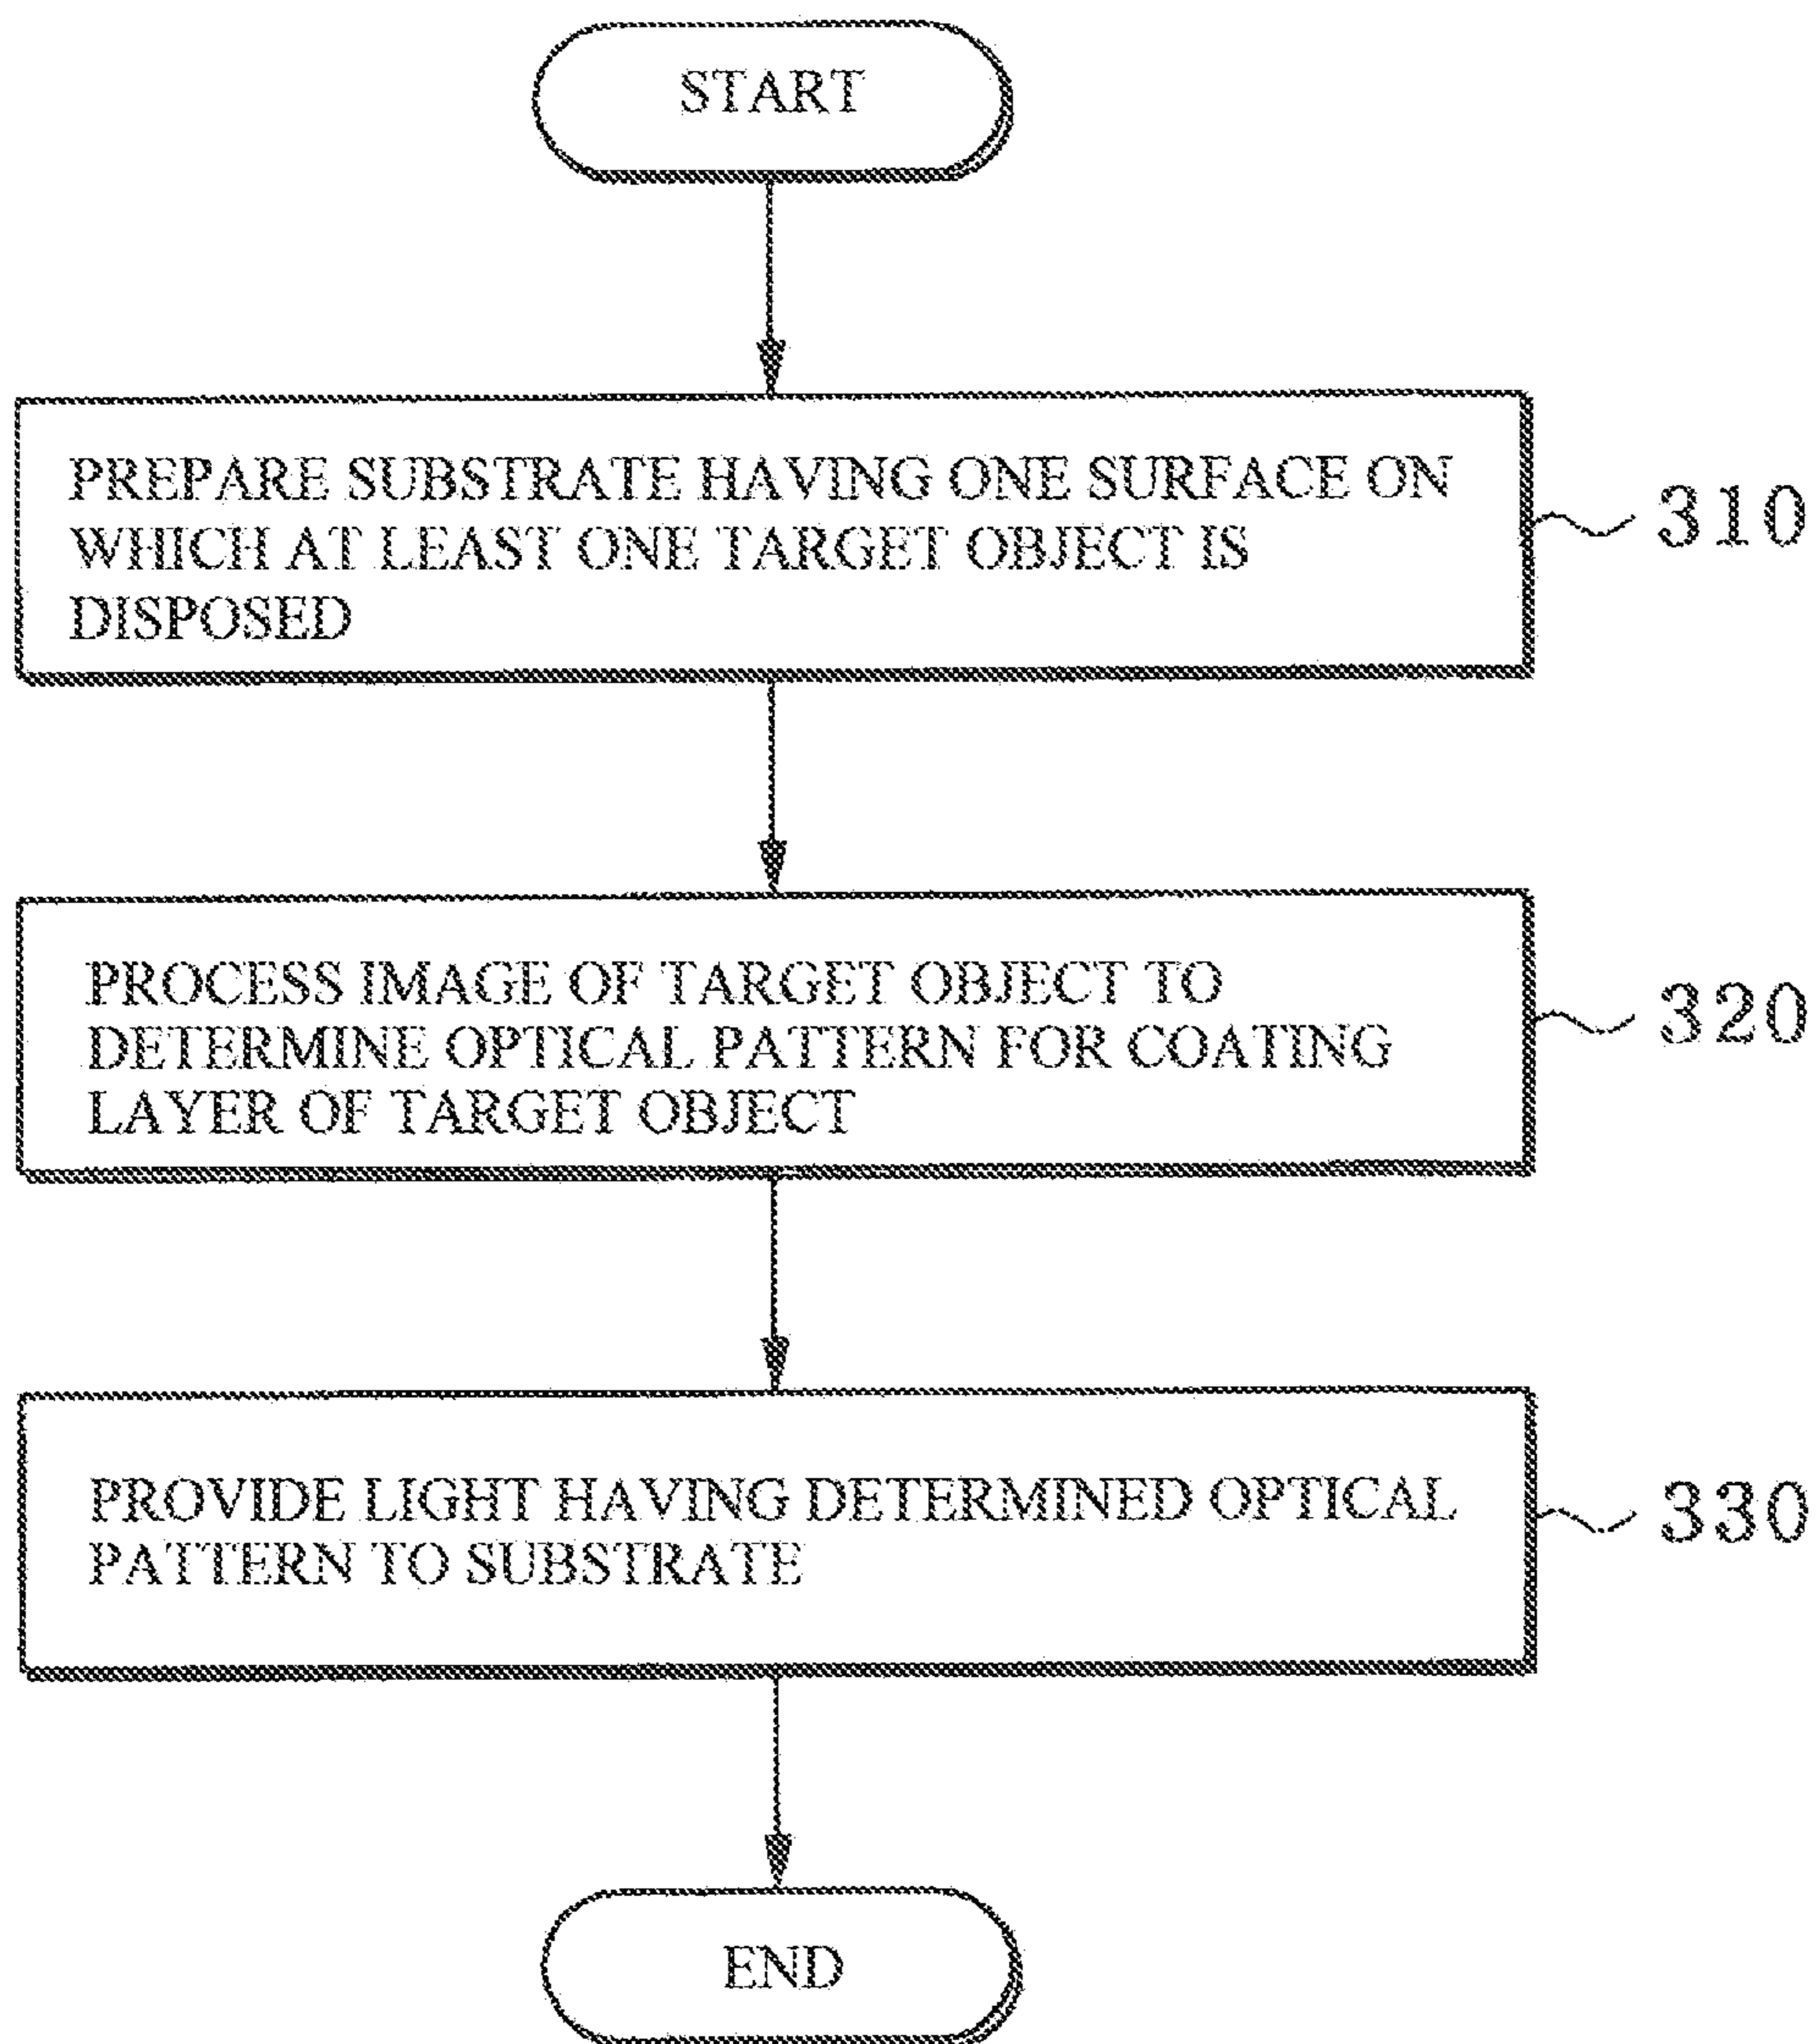 START
PREPARE SUBSTRATE HAVING ONE SURFACE ON
WHICH AT LEAST ONE TARGET OBJECT IS
DISPOSED
310
PROCESS IMAGE OF TARGET OBJECT TO
DETERMINE OPTICAL PATTERN FOR COATING
LAYER OF TARGET OBJECT
320
PROVIDE LIGHT HAVING DETERMINED OPTICAL
PATTERN TO SUBSTRATE
330
END